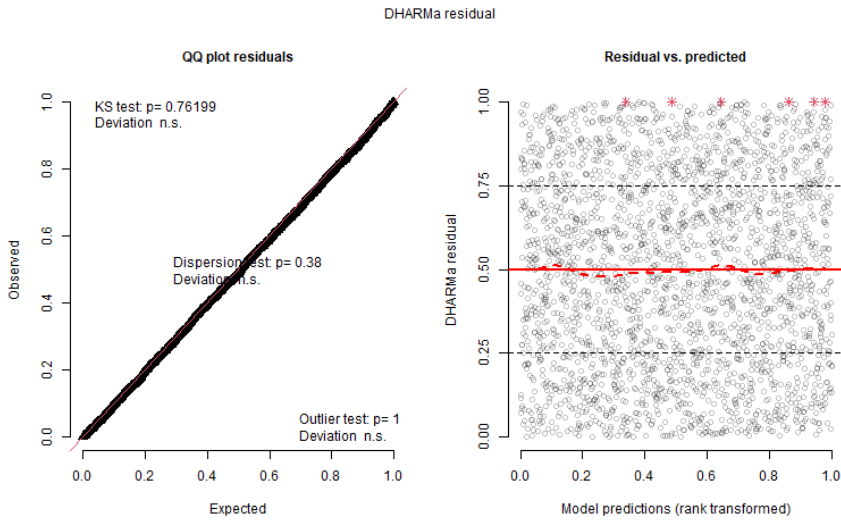 DHARMa residual
QQ plot residuals
KS test: p= 0.76199
Deviation n.s.
Dispersion test: p= 0.38
Deviation n.s.
Outlier test: p= 1
Deviation n.s.
Observed
0.0 0.2 0.4 0.6 0.8 1.0
0.0 0.2 0.4 0.6 0.8 1.0
Expected
Residual vs. predicted
DHARMa residual
0.00 0.25 0.50 0.75 1.00
0.0 0.2 0.4 0.6 0.8 1.0
Model predictions (rank transformed)